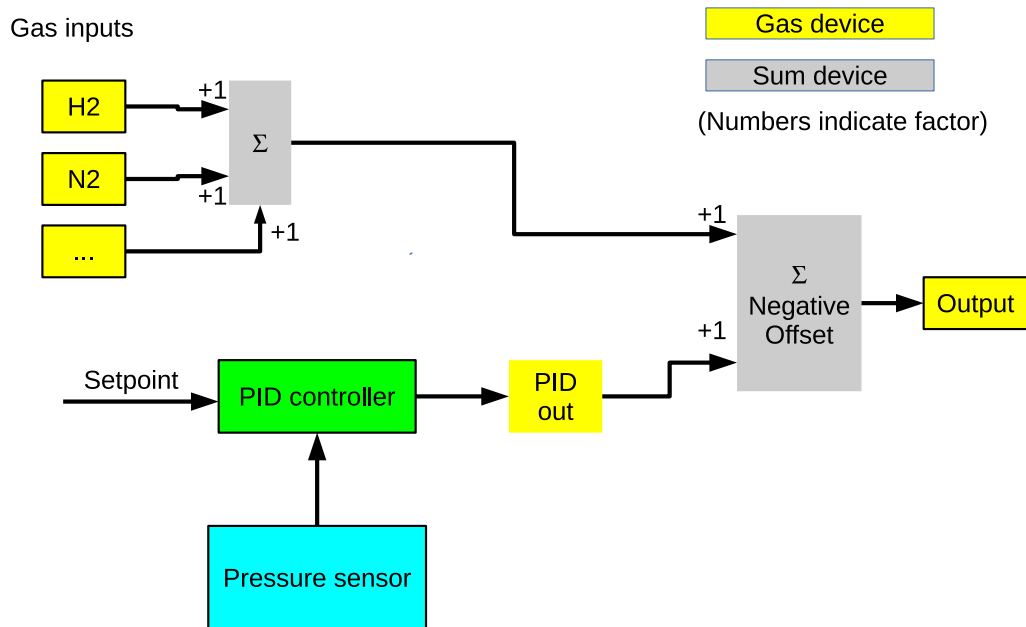 Gas inputs
Gas device
Sum device
(Numbers indicate factor)
H2
+1
Σ
N2
+1
...
+1
+1
Σ
Negative
Offset
+1
Output
Setpoint
PID controller
PID
out
Pressure sensor